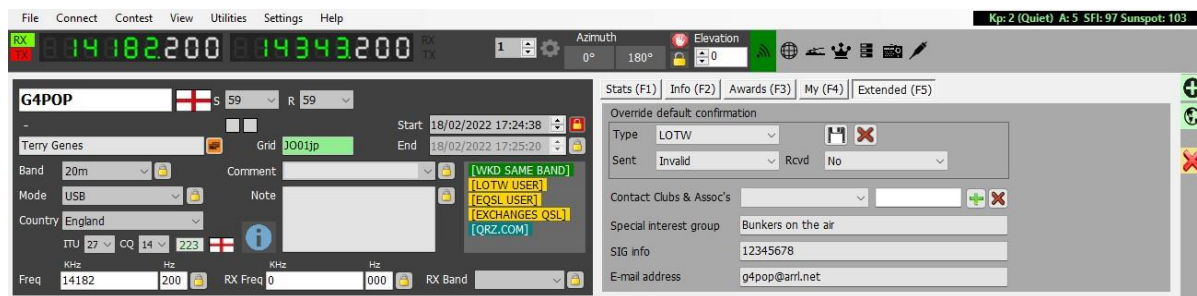 File Connect Contest View Utilities Settings Help
Kp: 2 (Quiet) A: 5 SFI: 97 Sunspot: 103
RX 14182.200 14343.200 RX 1 Azimuth Elevation
TX TX 0° 180° 0
G4POP S 59 R 59
-
Start 18/02/2022 17:24:38
Terry Genes Grid JO01jp End 18/02/2022 17:25:20
Band 20m Comment [WKD SAME BAND]
[LOTW USER]
Mode USB Note [EQSL USER]
[EXCHANGES QSL]
Country England [QRZ.COM]
ITU 27 CQ 14 223
KHz Hz KHz Hz
Freq 14182 200 RX Freq 0 000 RX Band
Stats (F1) Info (F2) Awards (F3) My (F4) Extended (F5)
Override default confirmation
Type LOTW
Sent Invalid Rcvd No
Contact Clubs & Assoc's
Special interest group Bunkers on the air
SIG info 12345678
E-mail address g4pop@arrl.net